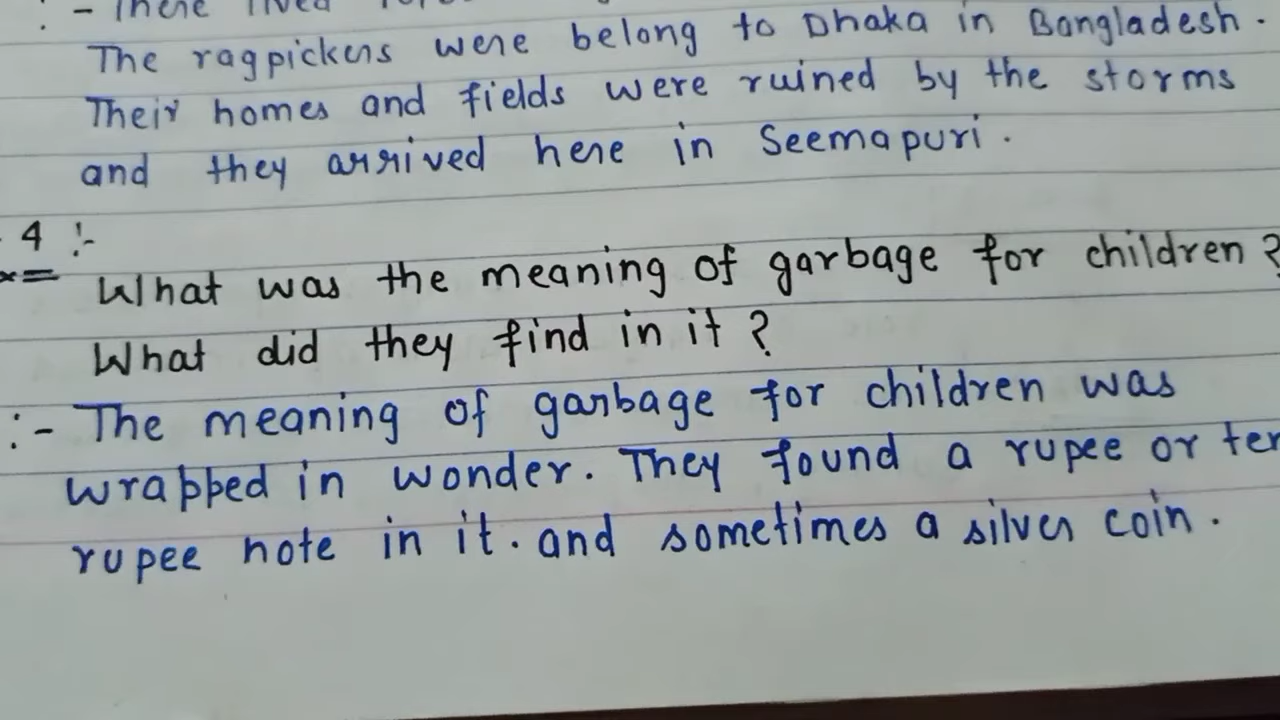 :- There lived
The ragpickers were belong to Dhaka in Bangladesh.
Their homes and fields were ruined by the storms
and they arrived here in Seemapuri.
4 :-
What was the meaning of garbage for children?
What did they find in it?
:- The meaning of garbage for children was
wrapped in wonder. They found a rupee or ten
rupee note in it. and sometimes a silver coin.